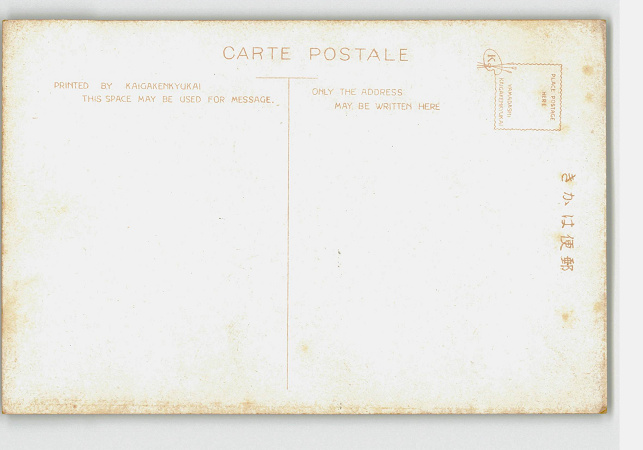 CARTE POSTALE
PRINTED BY KAIGAKENKYUKAI
THIS SPACE MAY BE USED FOR MESSAGE.
ONLY THE ADDRESS
MAY BE WRITTEN HERE
K
PLACE POSTAGE
HERE
KAIGAKENKYUKAI
きかは便郵